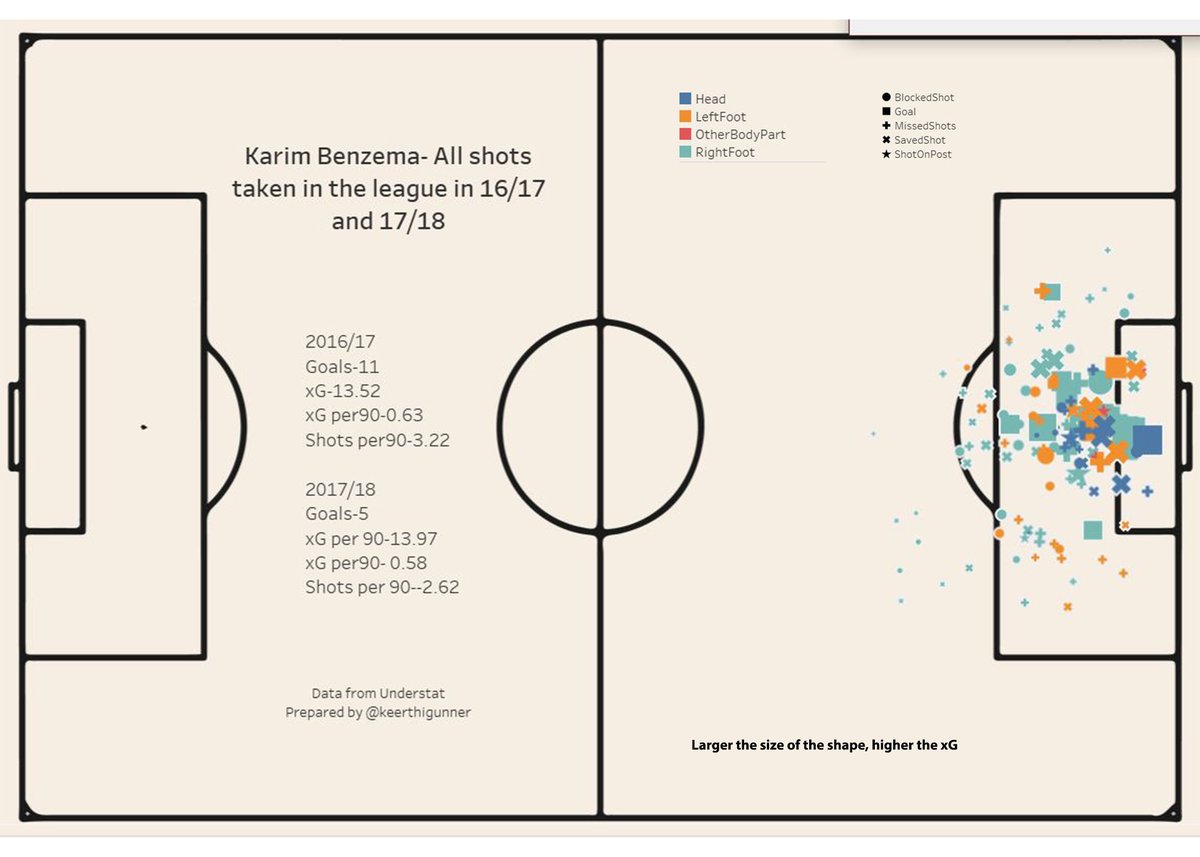 Karim Benzema- All shots
taken in the league in 16/17
and 17/18
Head
LeftFoot
OtherBodyPart
RightFoot
BlockedShot
Goal
MissedShots
SavedShot
ShotOnPost
2016/17
Goals-11
xG-13.52
xG per90-0.63
Shots per90-3.22
2017/18
Goals-5
xG per 90-13.97
xG per90- 0.58
Shots per 90--2.62
Data from Understat
Prepared by @keerthigunner
Larger the size of the shape, higher the xG